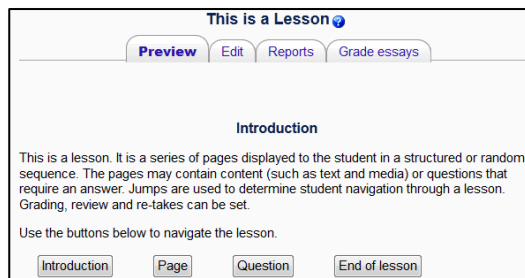 This is a Lesson
Preview Edit Reports Grade essays
Introduction
This is a lesson. It is a series of pages displayed to the student in a structured or random
sequence. The pages may contain content (such as text and media) or questions that
require an answer. Jumps are used to determine student navigation through a lesson.
Grading, review and re-takes can be set.
Use the buttons below to navigate the lesson.
Introduction Page Question End of lesson